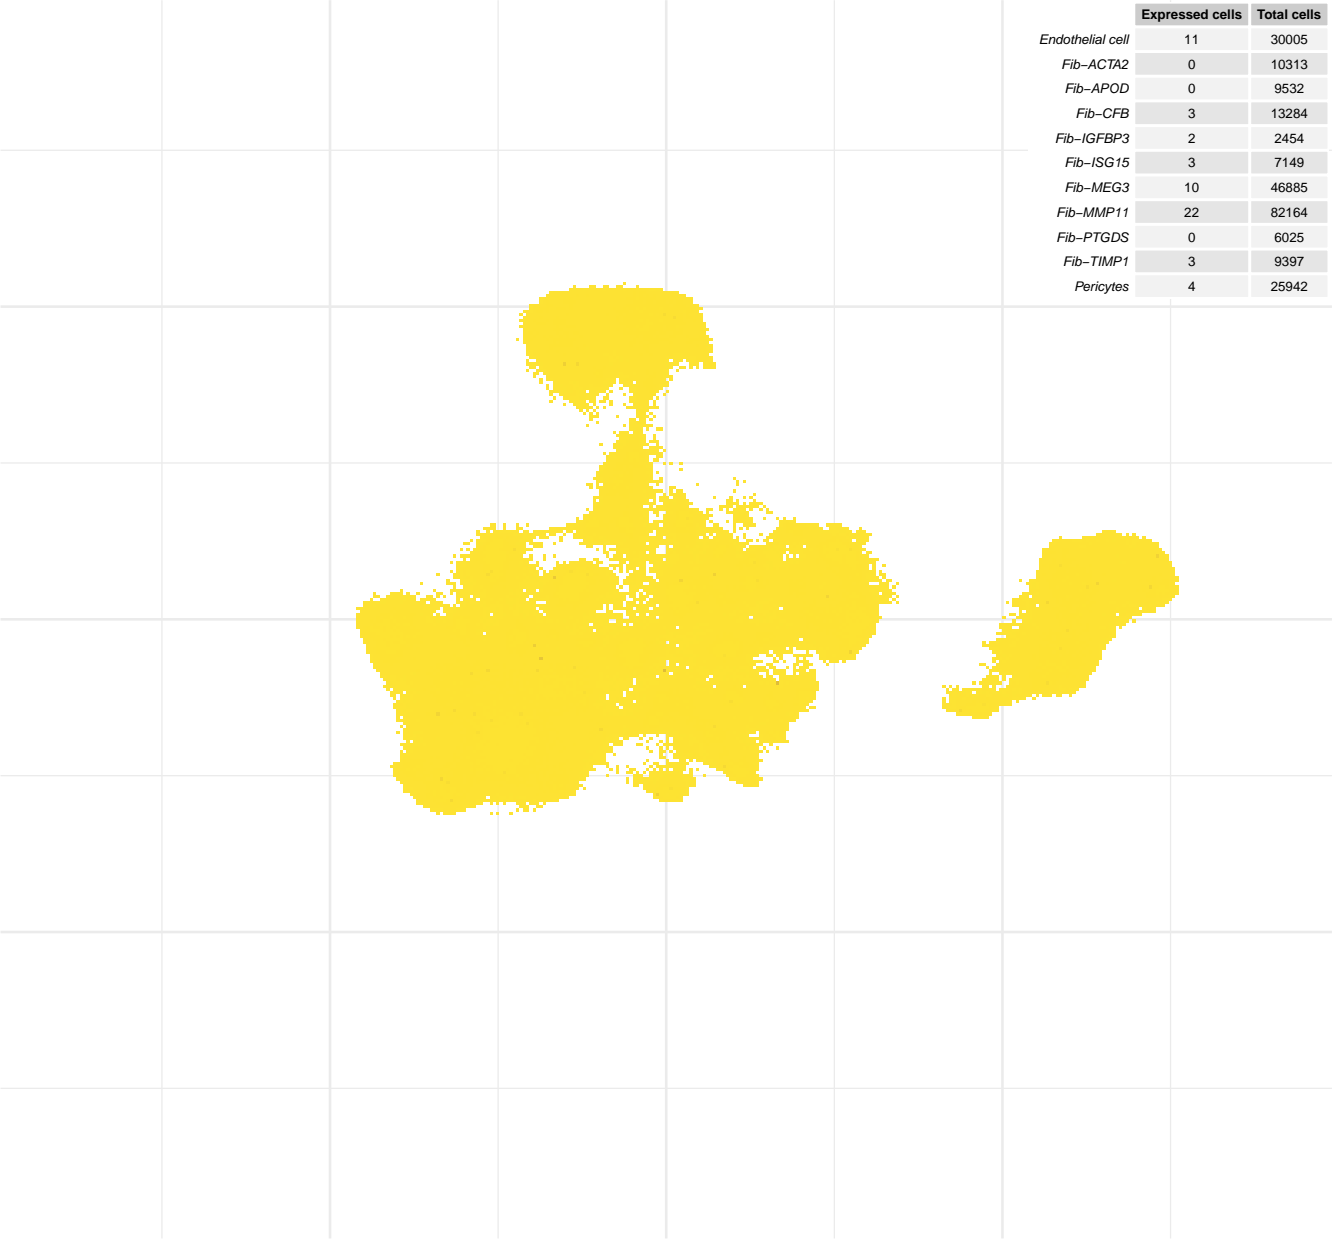 Expressed cells Total cells
Endothelial cell 11 30005
Fib−ACTA2 0 10313
Fib−APOD 0 9532
Fib−CFB 3 13284
Fib−IGFBP3 2 2454
Fib−ISG15 3 7149
Fib−MEG3 10 46885
Fib−MMP11 22 82164
Fib−PTGDS 0 6025
Fib−TIMP1 3 9397
Pericytes 4 25942